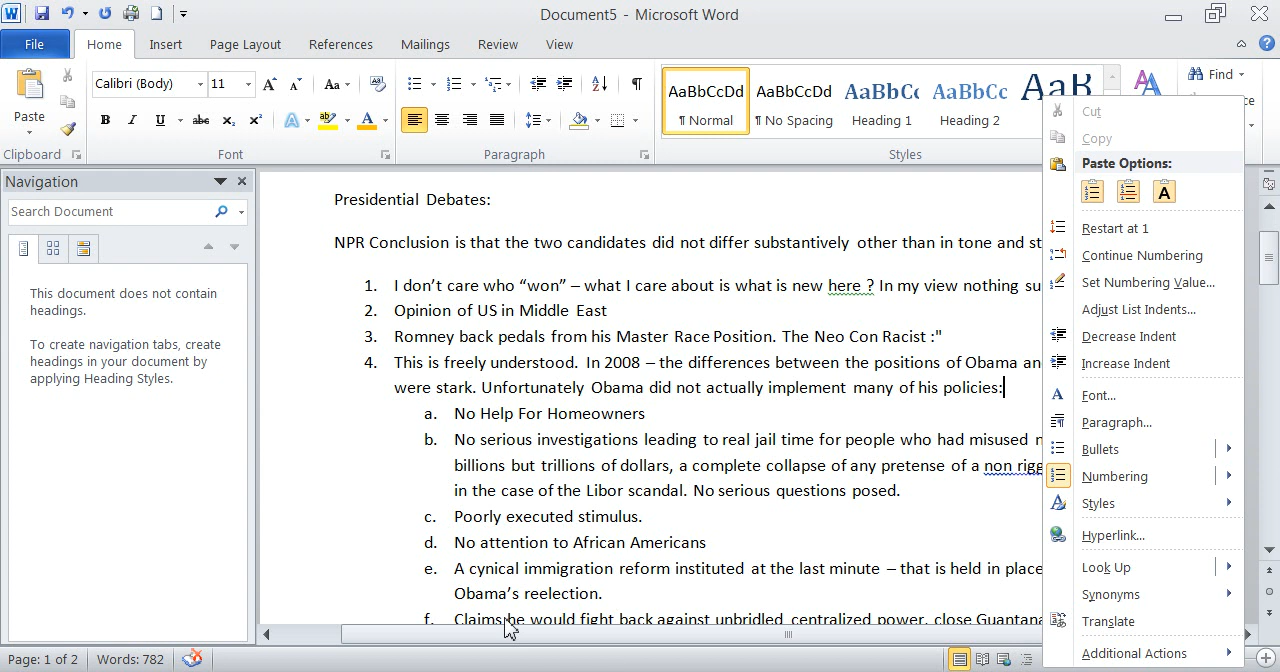 Document5 - Microsoft Word
File Home Insert Page Layout References Mailings Review View
Paste
Calibri (Body) 11
Aa
B I U abc X₂ X² A ab A
A
Z
¶
AaBbCcDd AaBbCcDd AaBbC AaBbCc AaB A
¶ Normal ¶ No Spacing Heading 1 Heading 2
Find
Clipboard Font Paragraph Styles
Navigation
Search Document
This document does not contain
headings.
To create navigation tabs, create
headings in your document by
applying Heading Styles.
Presidential Debates:
NPR Conclusion is that the two candidates did not differ substantively other than in tone and st
1. I don’t care who “won” – what I care about is what is new here ? In my view nothing su
2. Opinion of US in Middle East
3. Romney back pedals from his Master Race Position. The Neo Con Racist :"
4. This is freely understood. In 2008 – the differences between the positions of Obama an
were stark. Unfortunately Obama did not actually implement many of his policies:
a. No Help For Homeowners
b. No serious investigations leading to real jail time for people who had misused n
billions but trillions of dollars, a complete collapse of any pretense of a non rigg
in the case of the Libor scandal. No serious questions posed.
c. Poorly executed stimulus.
d. No attention to African Americans
e. A cynical immigration reform instituted at the last minute – that is held in place
Obama’s reelection.
f. Claims he would fight back against unbridled centralized power, close Guantana
Cut
Copy
Paste Options:
A
Restart at 1
Continue Numbering
Set Numbering Value...
Adjust List Indents...
Decrease Indent
Increase Indent
Font...
Paragraph...
Bullets
Numbering
Styles
Hyperlink...
Look Up
Synonyms
Translate
Additional Actions
Page: 1 of 2 Words: 782